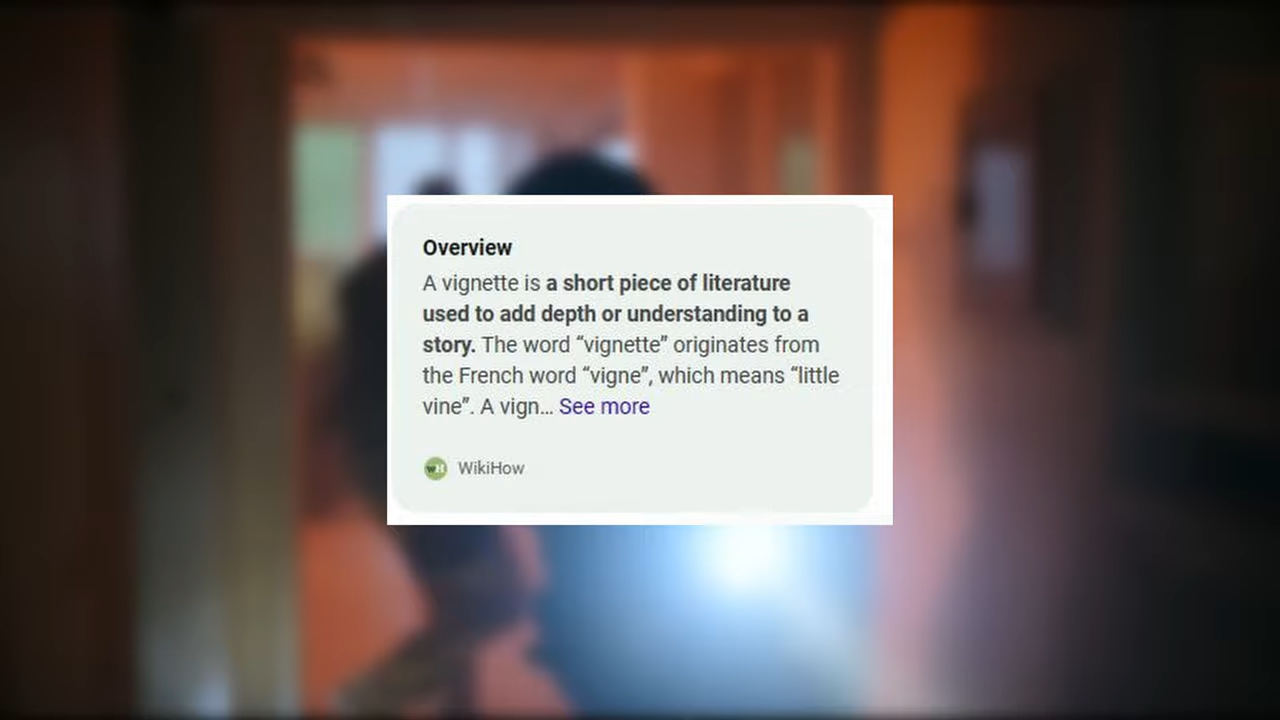 Overview
A vignette is a short piece of literature
used to add depth or understanding to a
story. The word “vignette” originates from
the French word “vigne”, which means “little
vine”. A vign... See more
wH WikiHow